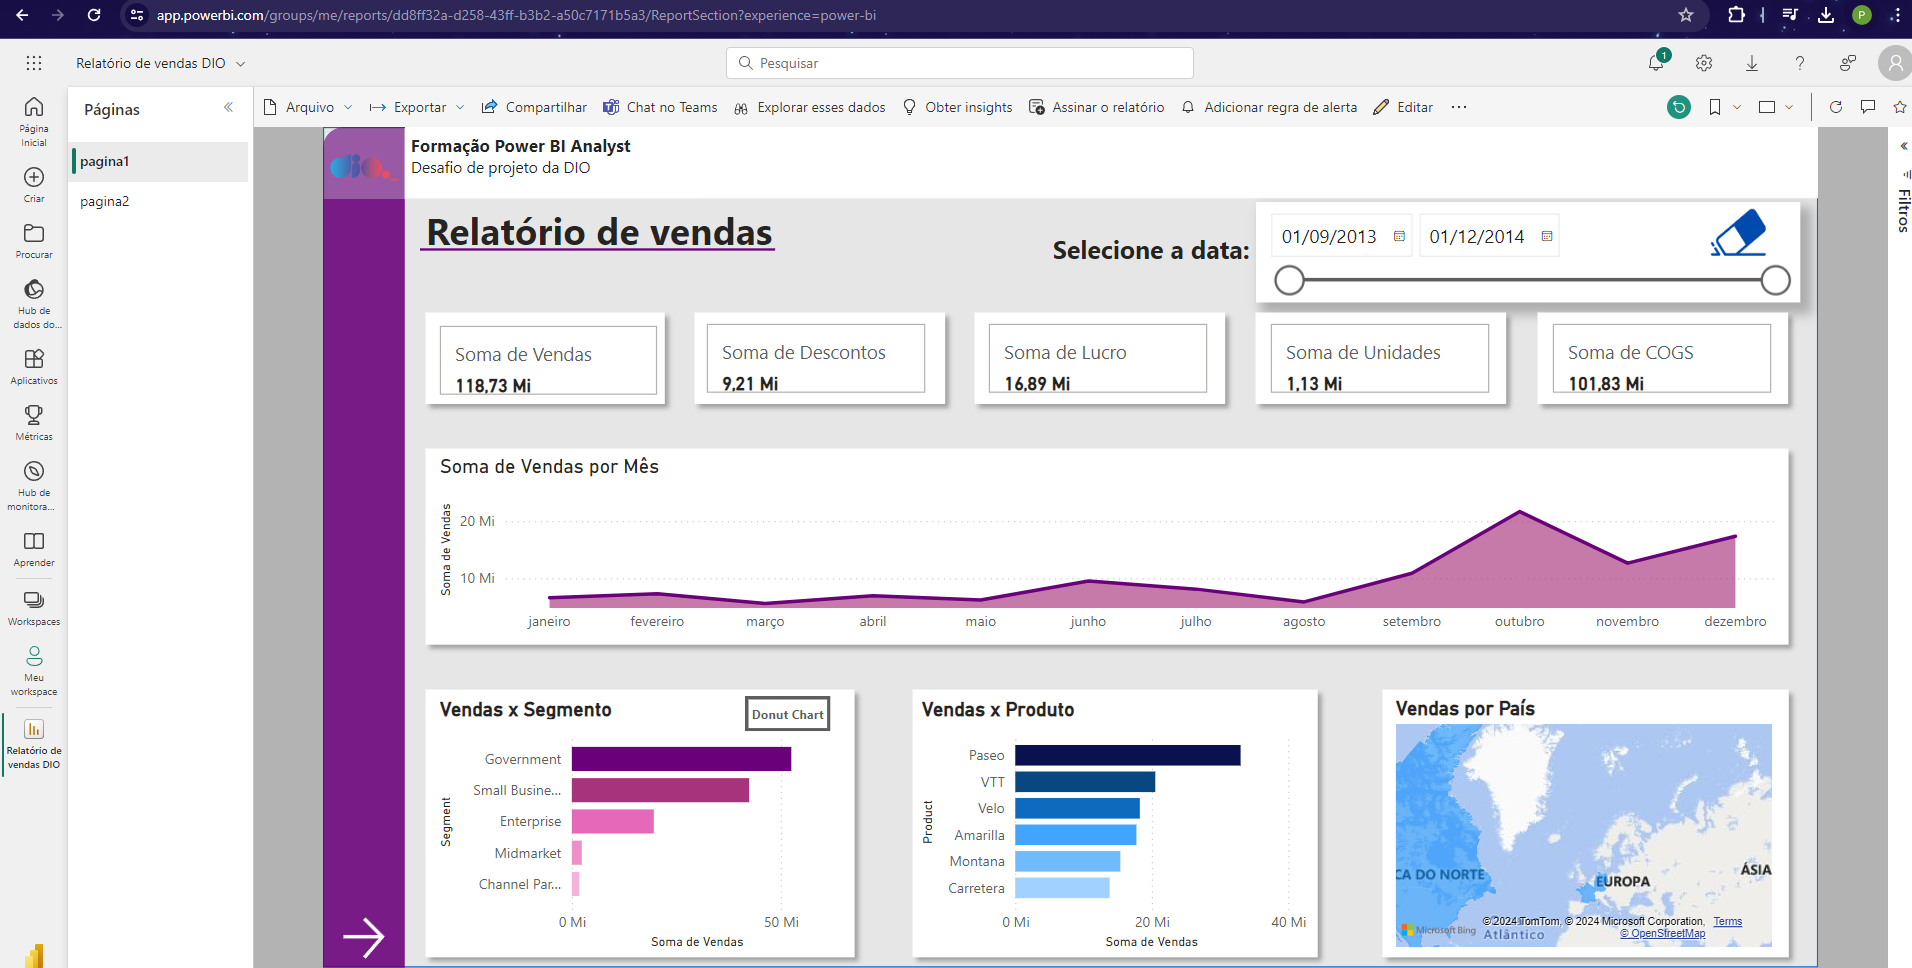 app.powerbi.com/groups/me/reports/dd8ff32a-d258-43ff-b3b2-a50c7171b5a3/ReportSection?experience=power-bi
P
Relatório de vendas DIO
Pesquisar
1
Página Inicial
Criar
Procurar
Hub de dados do...
Aplicativos
Métricas
Hub de monitora...
Aprender
Workspaces
Meu workspace
Relatório de vendas DIO
Páginas
pagina1
pagina2
Arquivo Exportar Compartilhar Chat no Teams Explorar esses dados Obter insights Assinar o relatório Adicionar regra de alerta Editar ...
Filtros
dio.
Formação Power BI Analyst
Desafio de projeto da DIO
Relatório de vendas
Selecione a data:
01/09/2013 01/12/2014
Soma de Vendas
118,73 Mi
Soma de Descontos
9,21 Mi
Soma de Lucro
16,89 Mi
Soma de Unidades
1,13 Mi
Soma de COGS
101,83 Mi
Soma de Vendas por Mês
Soma de Vendas
20 Mi
10 Mi
janeiro fevereiro março abril maio junho julho agosto setembro outubro novembro dezembro
Vendas x Segmento
Donut Chart
Segment
Government
Small Busine...
Enterprise
Midmarket
Channel Par...
0 Mi 50 Mi
Soma de Vendas
Vendas x Produto
Product
Paseo
VTT
Velo
Amarilla
Montana
Carretera
0 Mi 20 Mi 40 Mi
Soma de Vendas
Vendas por País
CA DO NORTE
EUROPA
ÁSIA
Atlântico
Microsoft Bing
© 2024 TomTom, © 2024 Microsoft Corporation, Terms
© OpenStreetMap